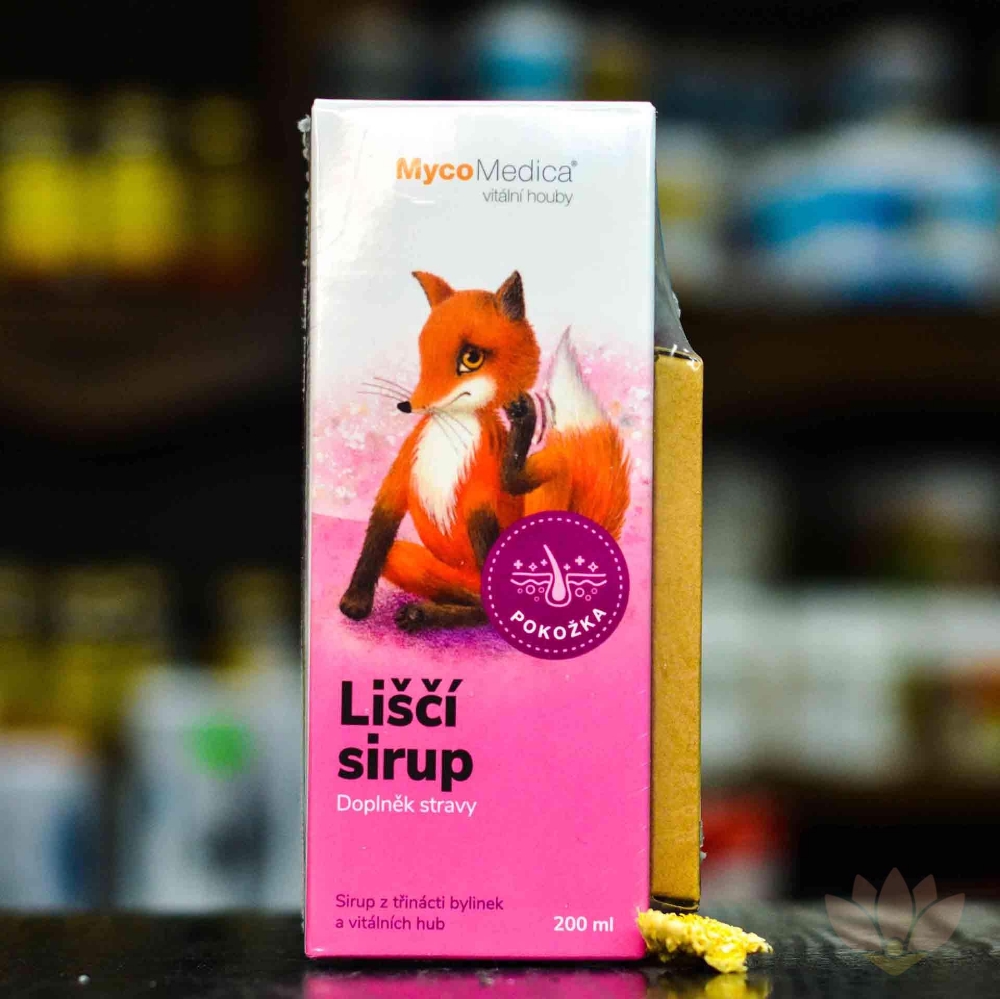 MycoMedica®
vitální houby
POKOŽKA
Liščí
sirup
Doplněk stravy
Sirup z třinácti bylinek
a vitálních hub
200 ml